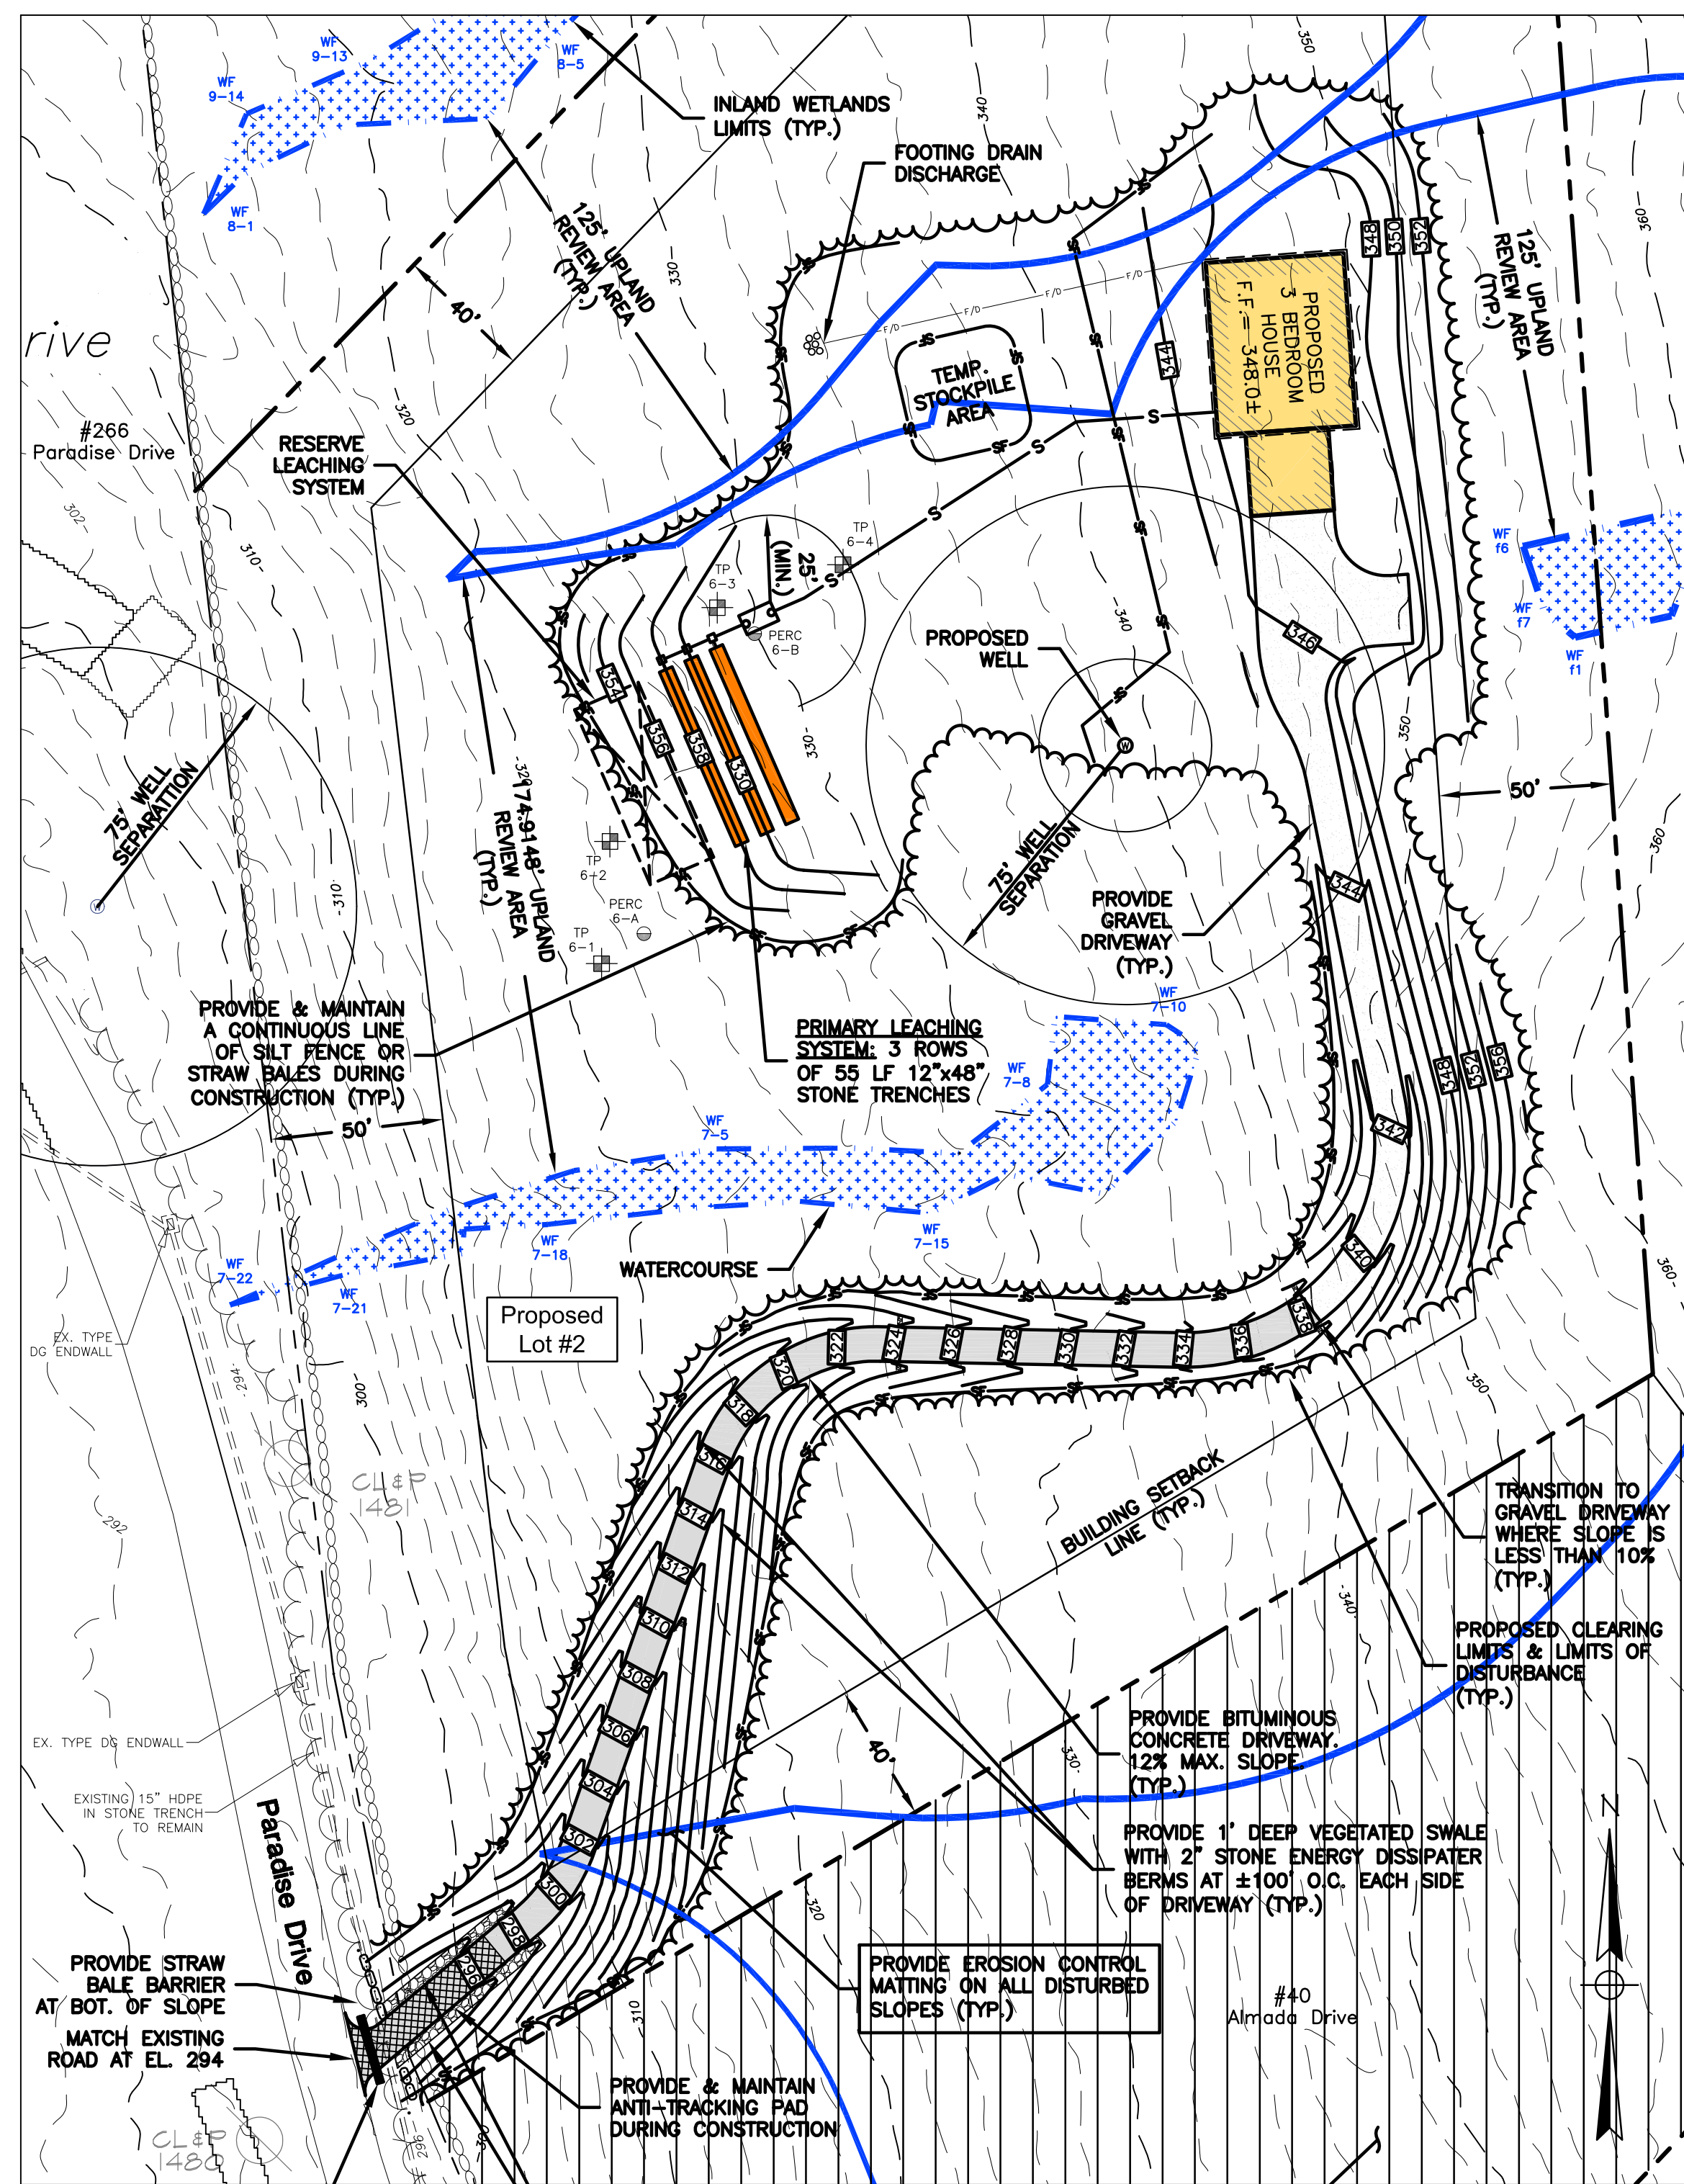 WF
9-13
WF
9-14
WF
8-5
WF
8-1
INLAND WETLANDS
LIMITS (TYP.)
FOOTING DRAIN
DISCHARGE
340
350
360
330
320
125' UPLAND
REVIEW AREA
(TYP.)
40'
rive
#266
Paradise Drive
RESERVE
LEACHING
SYSTEM
302
310
F/D
F/D
F/D
F/D
TEMP.
STOCKPILE
AREA
344
348
350
352
PROPOSED
3 BEDROOM
HOUSE
F.F.= 348.0±
125' UPLAND
REVIEW AREA
(TYP.)
WF
f6
WF
f7
WF
f1
S
S
S
S
TP
6-4
TP
6-3
25'
(MIN.)
PERC
6-B
PROPOSED
WELL
W
340
346
350
50'
360
354
356
358
330
330
75' WELL
SEPARATTION
W
310
TP
6-2
PERC
6-A
TP
6-1
32974.9148' UPLAND
REVIEW AREA
(TYP.)
75' WELL
SEPARATION
PROVIDE
GRAVEL
DRIVEWAY
(TYP.)
344
PROVIDE & MAINTAIN
A CONTINUOUS LINE
OF SILT FENCE OR
STRAW BALES DURING
CONSTRUCTION (TYP.)
50'
PRIMARY LEACHING
SYSTEM: 3 ROWS
OF 55 LF 12"x48"
STONE TRENCHES
WF
7-10
WF
7-8
WF
7-5
348
352
356
342
WF
7-18
WF
7-15
WF
7-22
WF
7-21
WATERCOURSE
340
360
EX. TYPE
DG ENDWALL
Proposed
Lot #2
294
300
338
336
334
332
330
328
326
324
322
320
318
316
314
312
310
308
306
304
302
300
298
296
350
CL&P
1481
292
BUILDING SETBACK
LINE (TYP.)
TRANSITION TO
GRAVEL DRIVEWAY
WHERE SLOPE IS
LESS THAN 10%
(TYP.)
340
PROPOSED CLEARING
LIMITS & LIMITS OF
DISTURBANCE
(TYP.)
EX. TYPE DG ENDWALL
EXISTING 15" HDPE
IN STONE TRENCH
TO REMAIN
Paradise Drive
40'
330
PROVIDE BITUMINOUS
CONCRETE DRIVEWAY.
12% MAX. SLOPE.
(TYP.)
PROVIDE 1' DEEP VEGETATED SWALE
WITH 2" STONE ENERGY DISSIPATER
BERMS AT ±100' O.C. EACH SIDE
OF DRIVEWAY (TYP.)
N
320
PROVIDE STRAW
BALE BARRIER
AT BOT. OF SLOPE
MATCH EXISTING
ROAD AT EL. 294
PROVIDE EROSION CONTROL
MATTING ON ALL DISTURBED
SLOPES (TYP.)
#40
Almada Drive
310
PROVIDE & MAINTAIN
ANTI-TRACKING PAD
DURING CONSTRUCTION
CL&P
1480
296
300